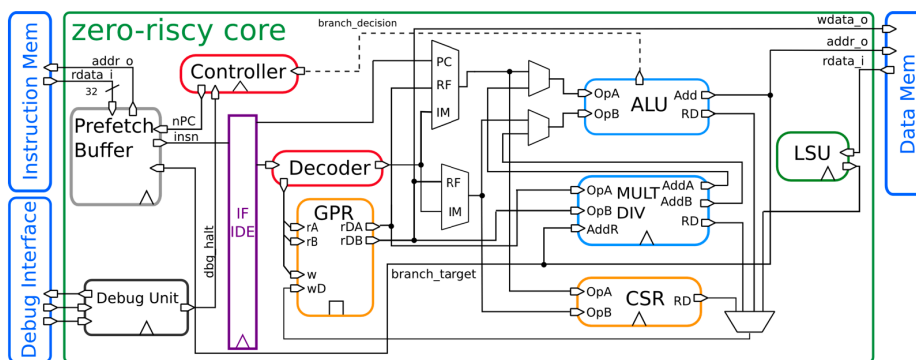 zero-riscy core
Instruction Mem
addr_o
rdata_i
32
Prefetch
Buffer
nPC
insn
Controller
branch_decision
IF
IDE
dbg_halt
Decoder
GPR
rA
rB
w
wD
rDA
rDB
PC
RF
IM
RF
IM
OpA
OpB
ALU
Add
RD
OpA
OpB
AddR
MULT
DIV
AddA
AddB
RD
OpA
OpB
CSR
RD
branch_target
LSU
wdata_o
addr_o
rdata_i
Data Mem
Debug Interface
Debug Unit